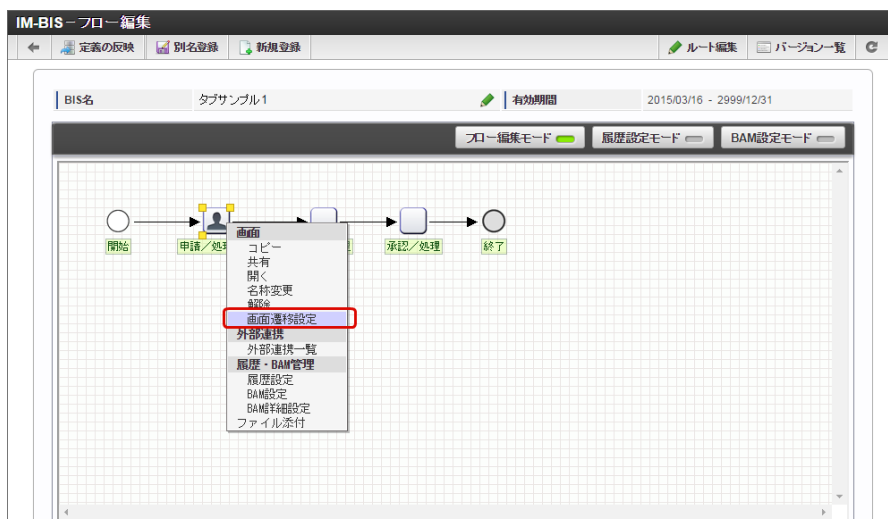 IM-BIS－フロー編集
定義の反映 別名登録 新規登録 ルート編集 バージョン一覧
BIS名 タブサンプル1 有効期間 2015/03/16 - 2999/12/31
フロー編集モード 履歴設定モード BAM設定モード
開始 申請／処理 承認／処理 終了
画面
コピー
共有
開く
名称変更
解除
画面遷移設定
外部連携
外部連携一覧
履歴・BAM管理
履歴設定
BAM設定
BAM詳細設定
ファイル添付